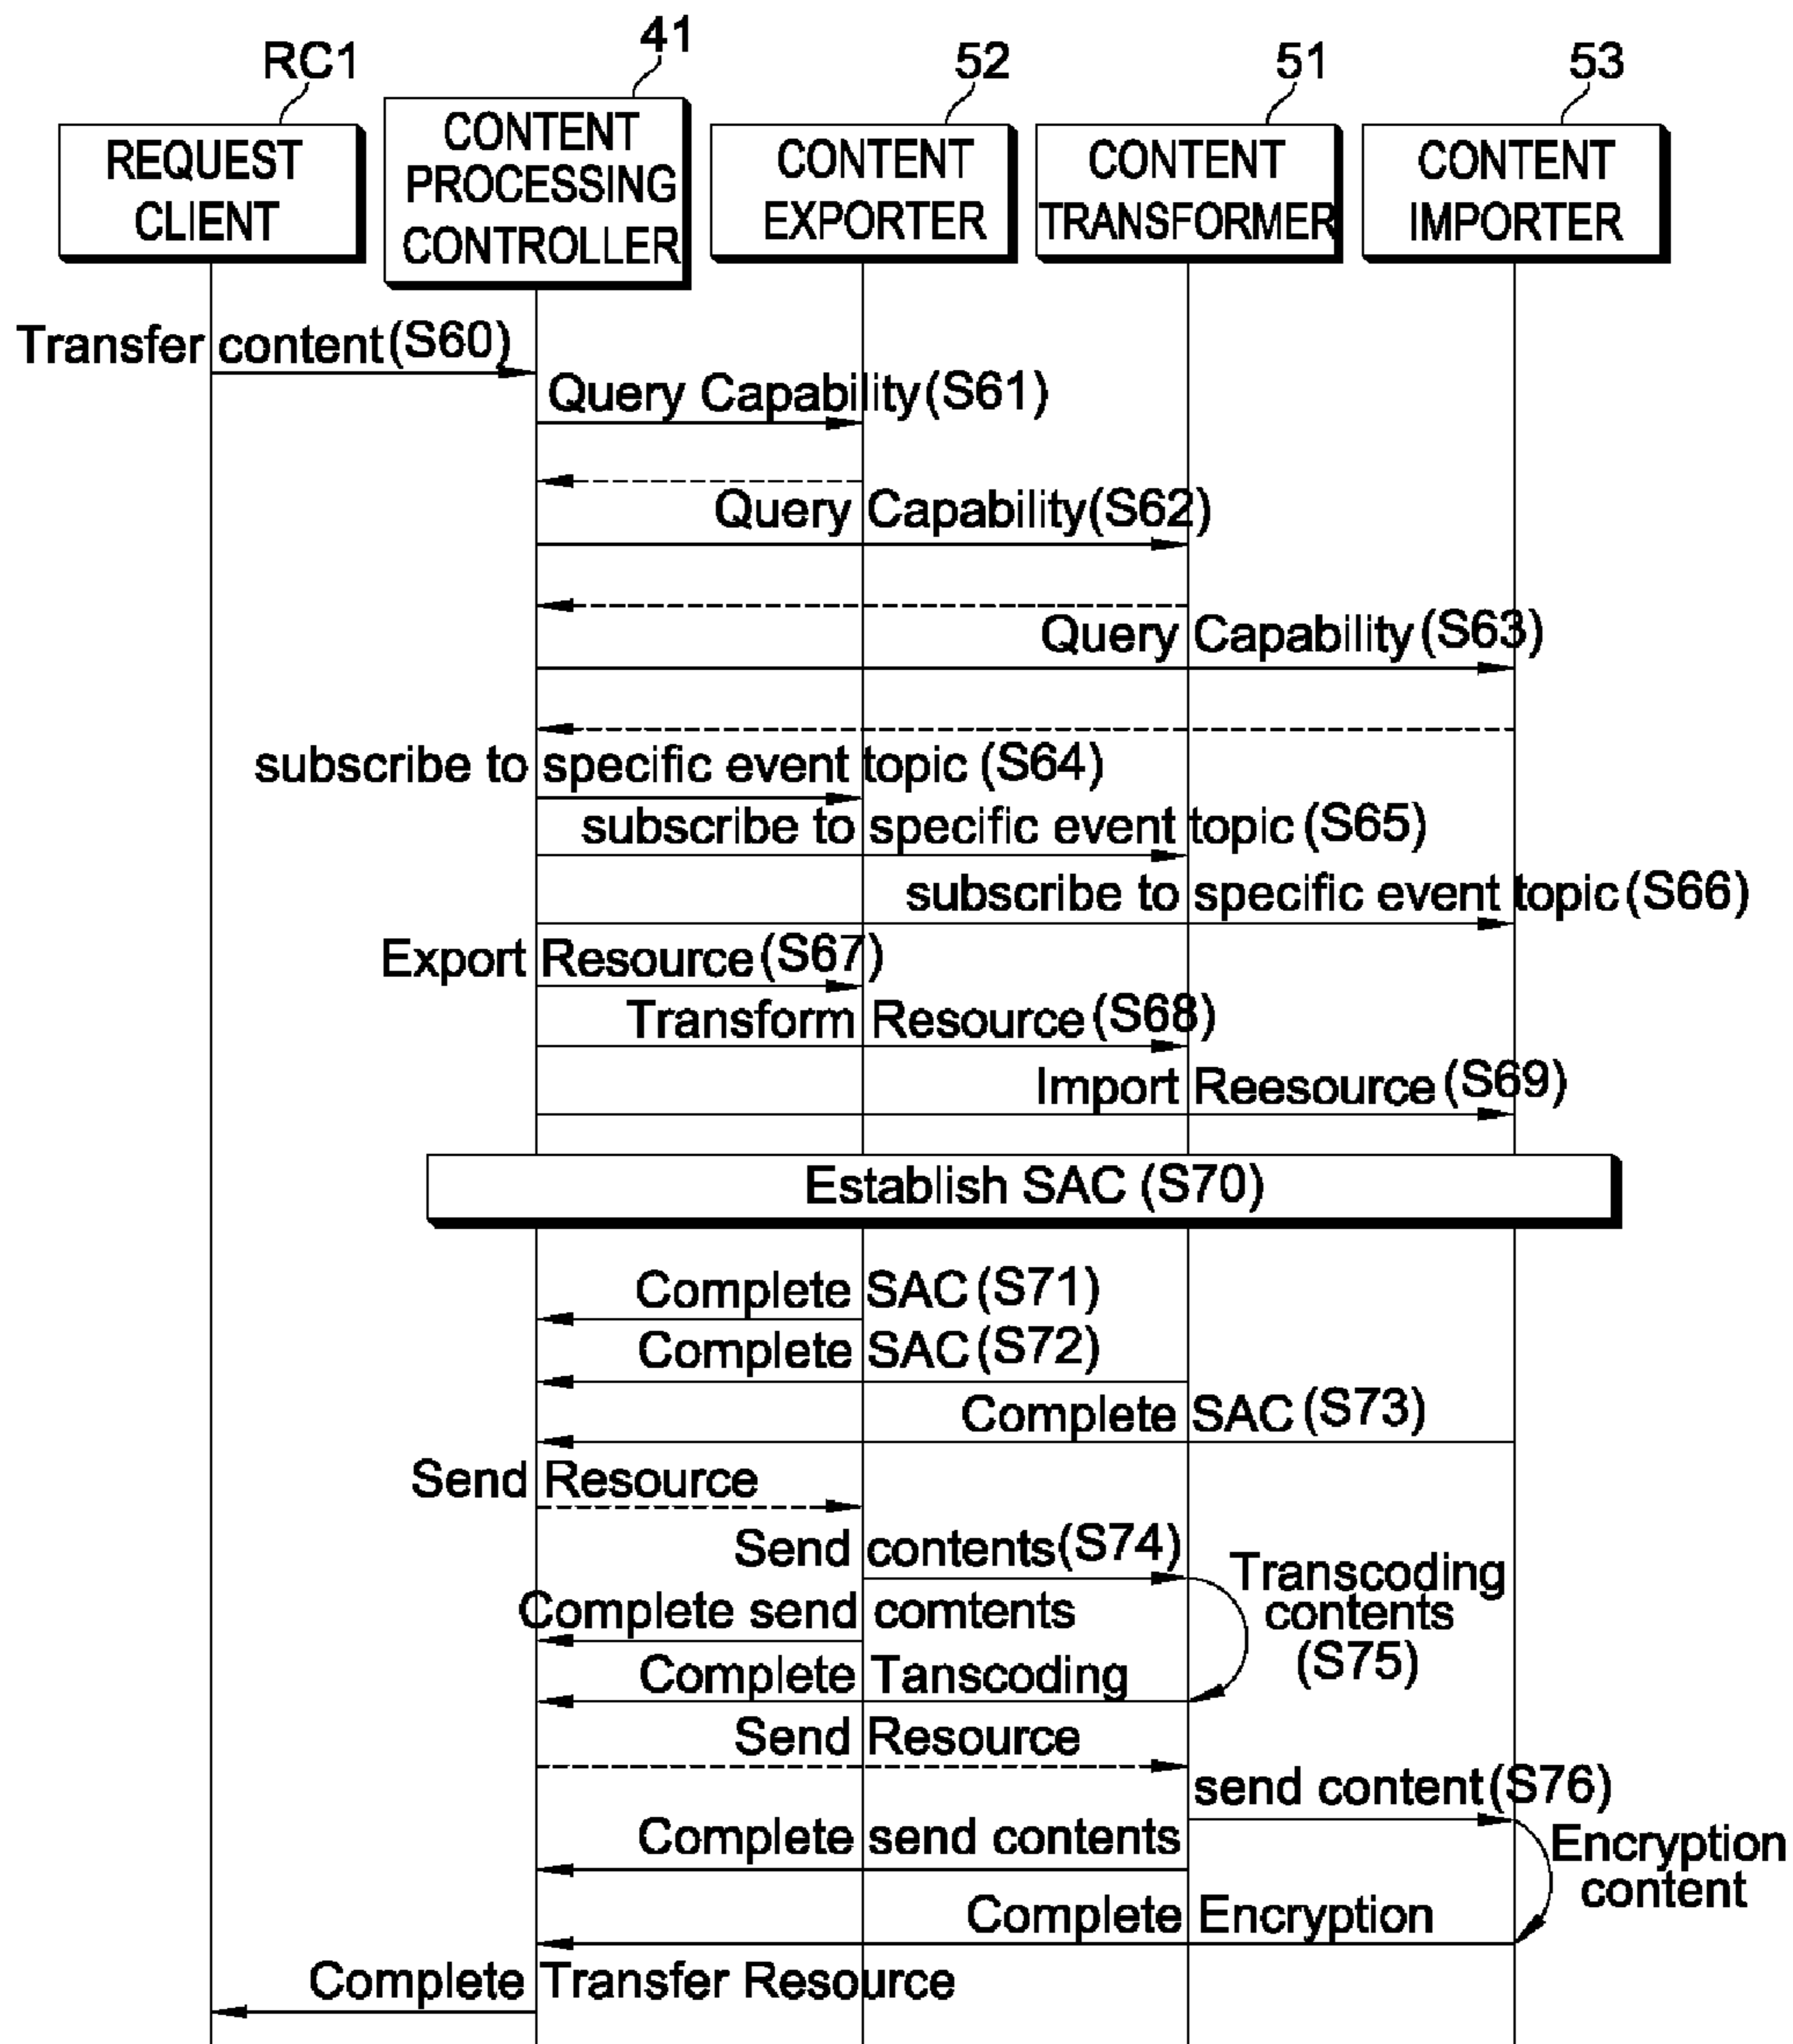 RC1
41
52
51
53
REQUEST
CLIENT
CONTENT
PROCESSING
CONTROLLER
CONTENT
EXPORTER
CONTENT
TRANSFORMER
CONTENT
IMPORTER
Transfer content(S60)
Query Capability(S61)
Query Capability(S62)
Query Capability(S63)
subscribe to specific event topic (S64)
subscribe to specific event topic(S65)
subscribe to specific event topic(S66)
Export Resource(S67)
Transform Resource(S68)
Import Reesource(S69)
Establish SAC (S70)
Complete SAC(S71)
Complete SAC(S72)
Complete SAC(S73)
Send Resource
Send contents(S74)
Transcoding
contents
(S75)
Complete send comtents
Complete Tanscoding
Send Resource
send content(S76)
Complete send contents
Encryption
content
Complete Encryption
Complete Transfer Resource